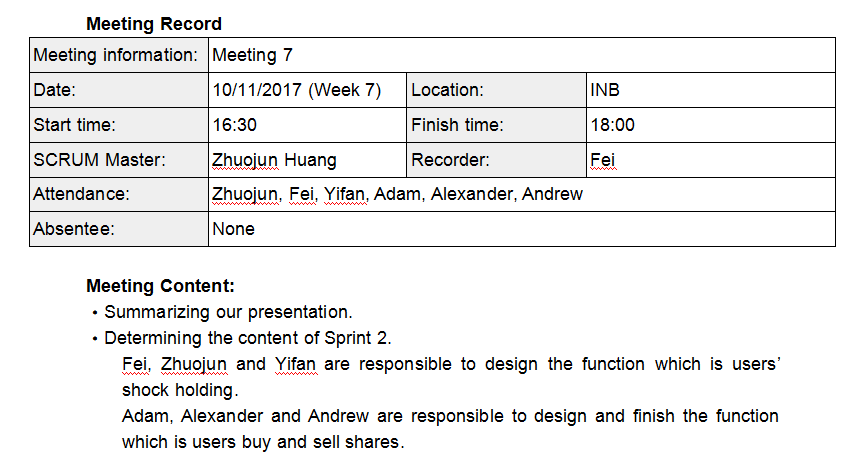 Meeting Record
Meeting information: Meeting 7
Date: 10/11/2017 (Week 7) Location: INB
Start time: 16:30 Finish time: 18:00
SCRUM Master: Zhuojun Huang Recorder: Fei
Attendance: Zhuojun, Fei, Yifan, Adam, Alexander, Andrew
Absentee: None
Meeting Content:
• Summarizing our presentation.
• Determining the content of Sprint 2.
Fei, Zhuojun and Yifan are responsible to design the function which is users’
shock holding.
Adam, Alexander and Andrew are responsible to design and finish the function
which is users buy and sell shares.